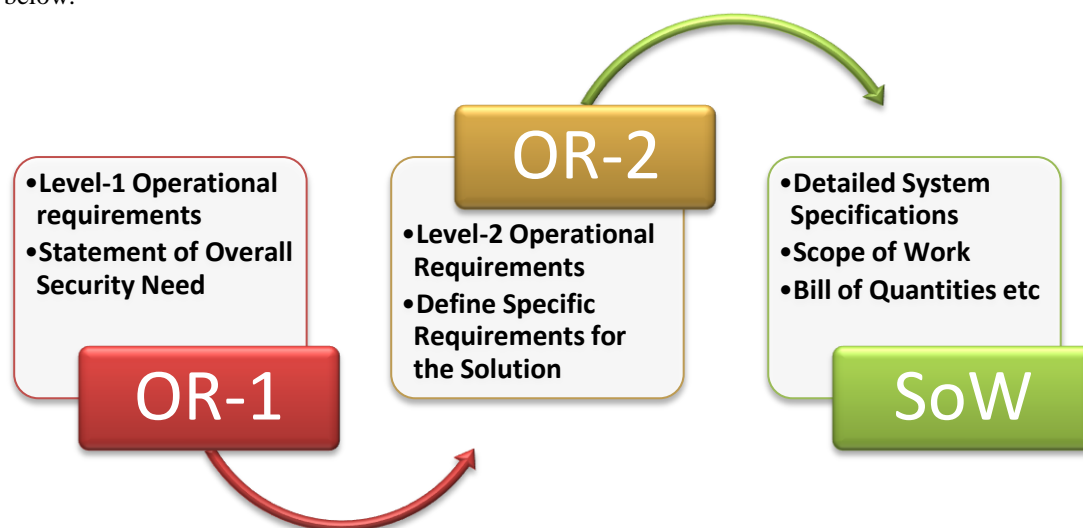 below.
•Level-1 Operational
requirements
•Statement of Overall
Security Need
OR-1
OR-2
•Level-2 Operational
Requirements
•Define Specific
Requirements for
the Solution
•Detailed System
Specifications
•Scope of Work
•Bill of Quantities etc
SoW